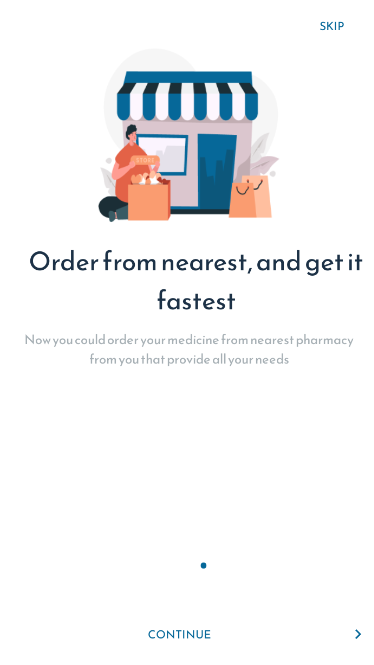 SKIP
Order from nearest, and get it
fastest
Now you could order your medicine from nearest pharmacy
from you that provide all your needs
CONTINUE